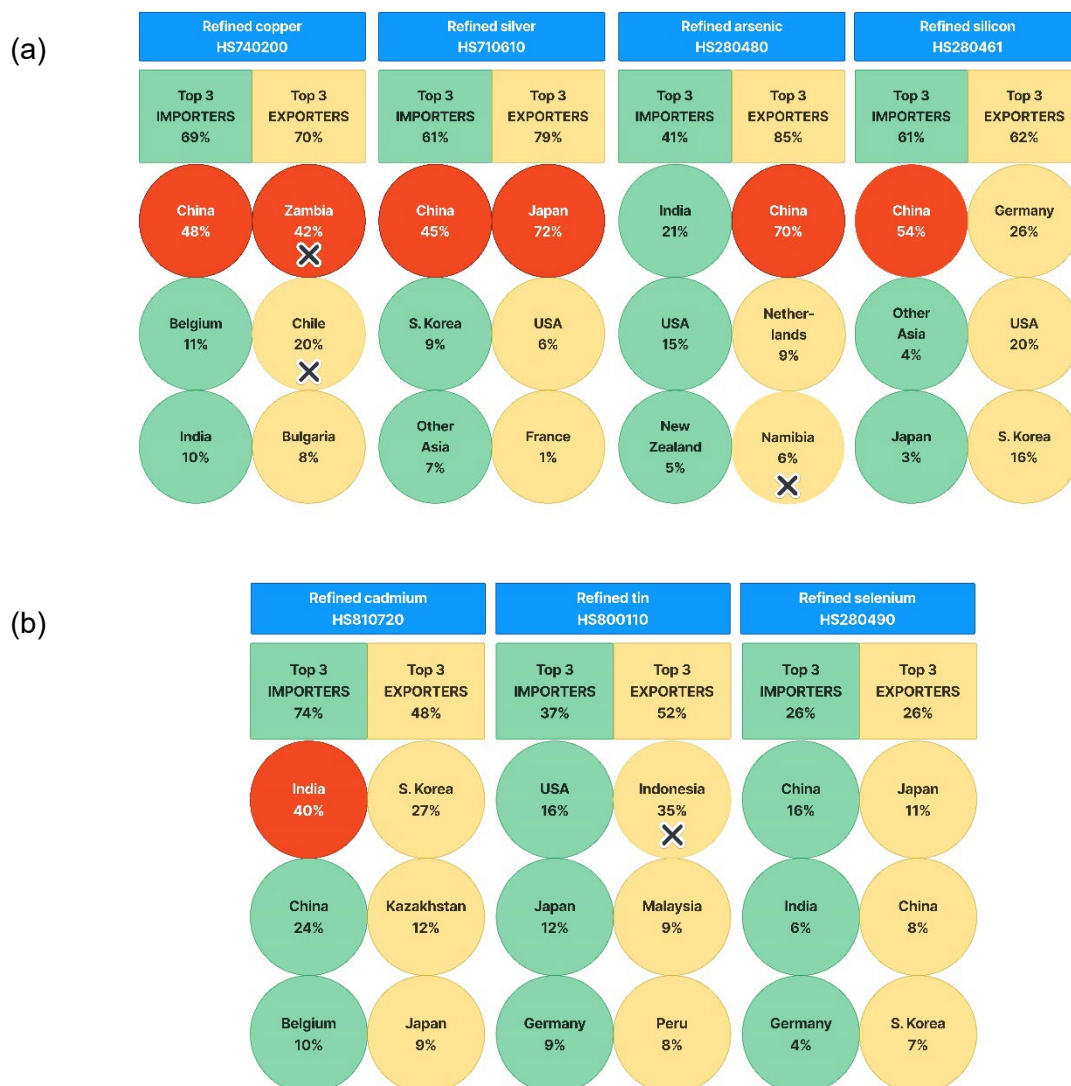 (a)
Refined copper
HS740200
Refined silver
HS710610
Refined arsenic
HS280480
Refined silicon
HS280461
Top 3
IMPORTERS
69%
Top 3
EXPORTERS
70%
Top 3
IMPORTERS
61%
Top 3
EXPORTERS
79%
Top 3
IMPORTERS
41%
Top 3
EXPORTERS
85%
Top 3
IMPORTERS
61%
Top 3
EXPORTERS
62%
China
48%
Zambia
42%
China
45%
Japan
72%
India
21%
China
70%
China
54%
Germany
26%
Belgium
11%
Chile
20%
S. Korea
9%
USA
6%
USA
15%
Nether-
lands
9%
Other
Asia
4%
USA
20%
India
10%
Bulgaria
8%
Other
Asia
7%
France
1%
New
Zealand
5%
Namibia
6%
Japan
3%
S. Korea
16%
(b)
Refined cadmium
HS810720
Refined tin
HS800110
Refined selenium
HS280490
Top 3
IMPORTERS
74%
Top 3
EXPORTERS
48%
Top 3
IMPORTERS
37%
Top 3
EXPORTERS
52%
Top 3
IMPORTERS
26%
Top 3
EXPORTERS
26%
India
40%
S. Korea
27%
USA
16%
Indonesia
35%
China
16%
Japan
11%
China
24%
Kazakhstan
12%
Japan
12%
Malaysia
9%
India
6%
China
8%
Belgium
10%
Japan
9%
Germany
9%
Peru
8%
Germany
4%
S. Korea
7%